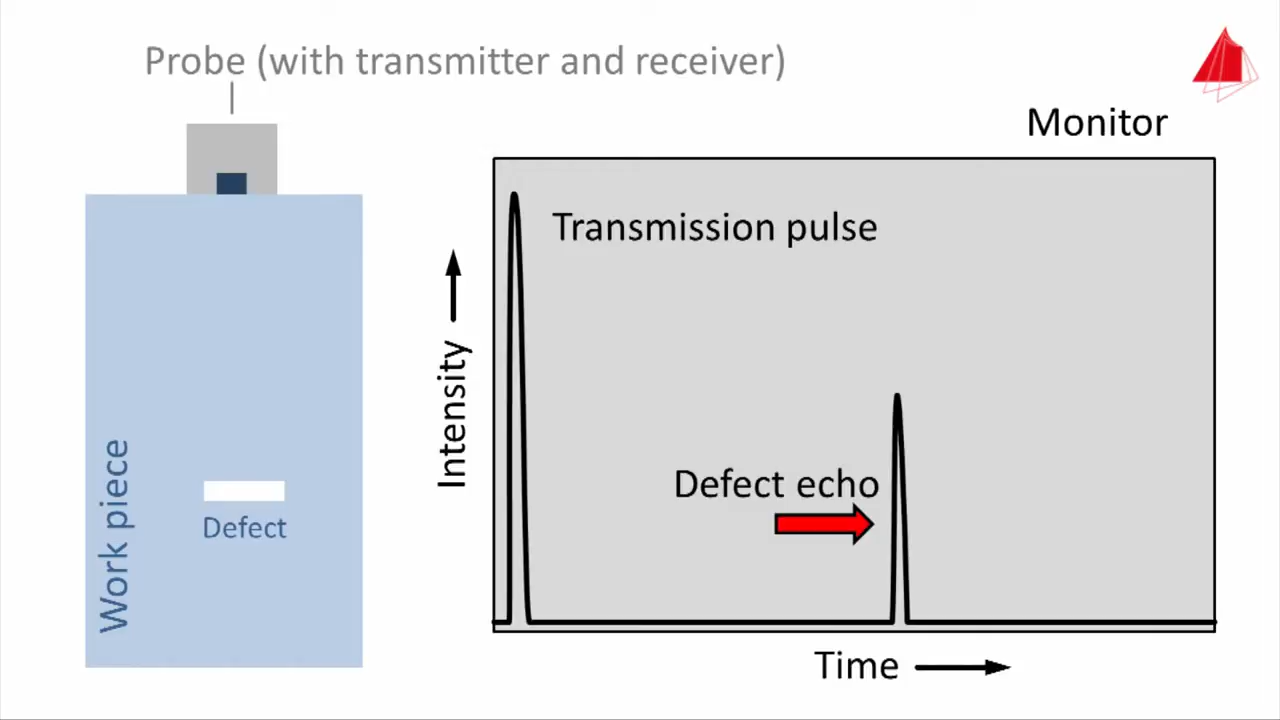 Probe (with transmitter and receiver)
Monitor
Transmission pulse
Intensity
Defect echo
Work piece
Defect
Time